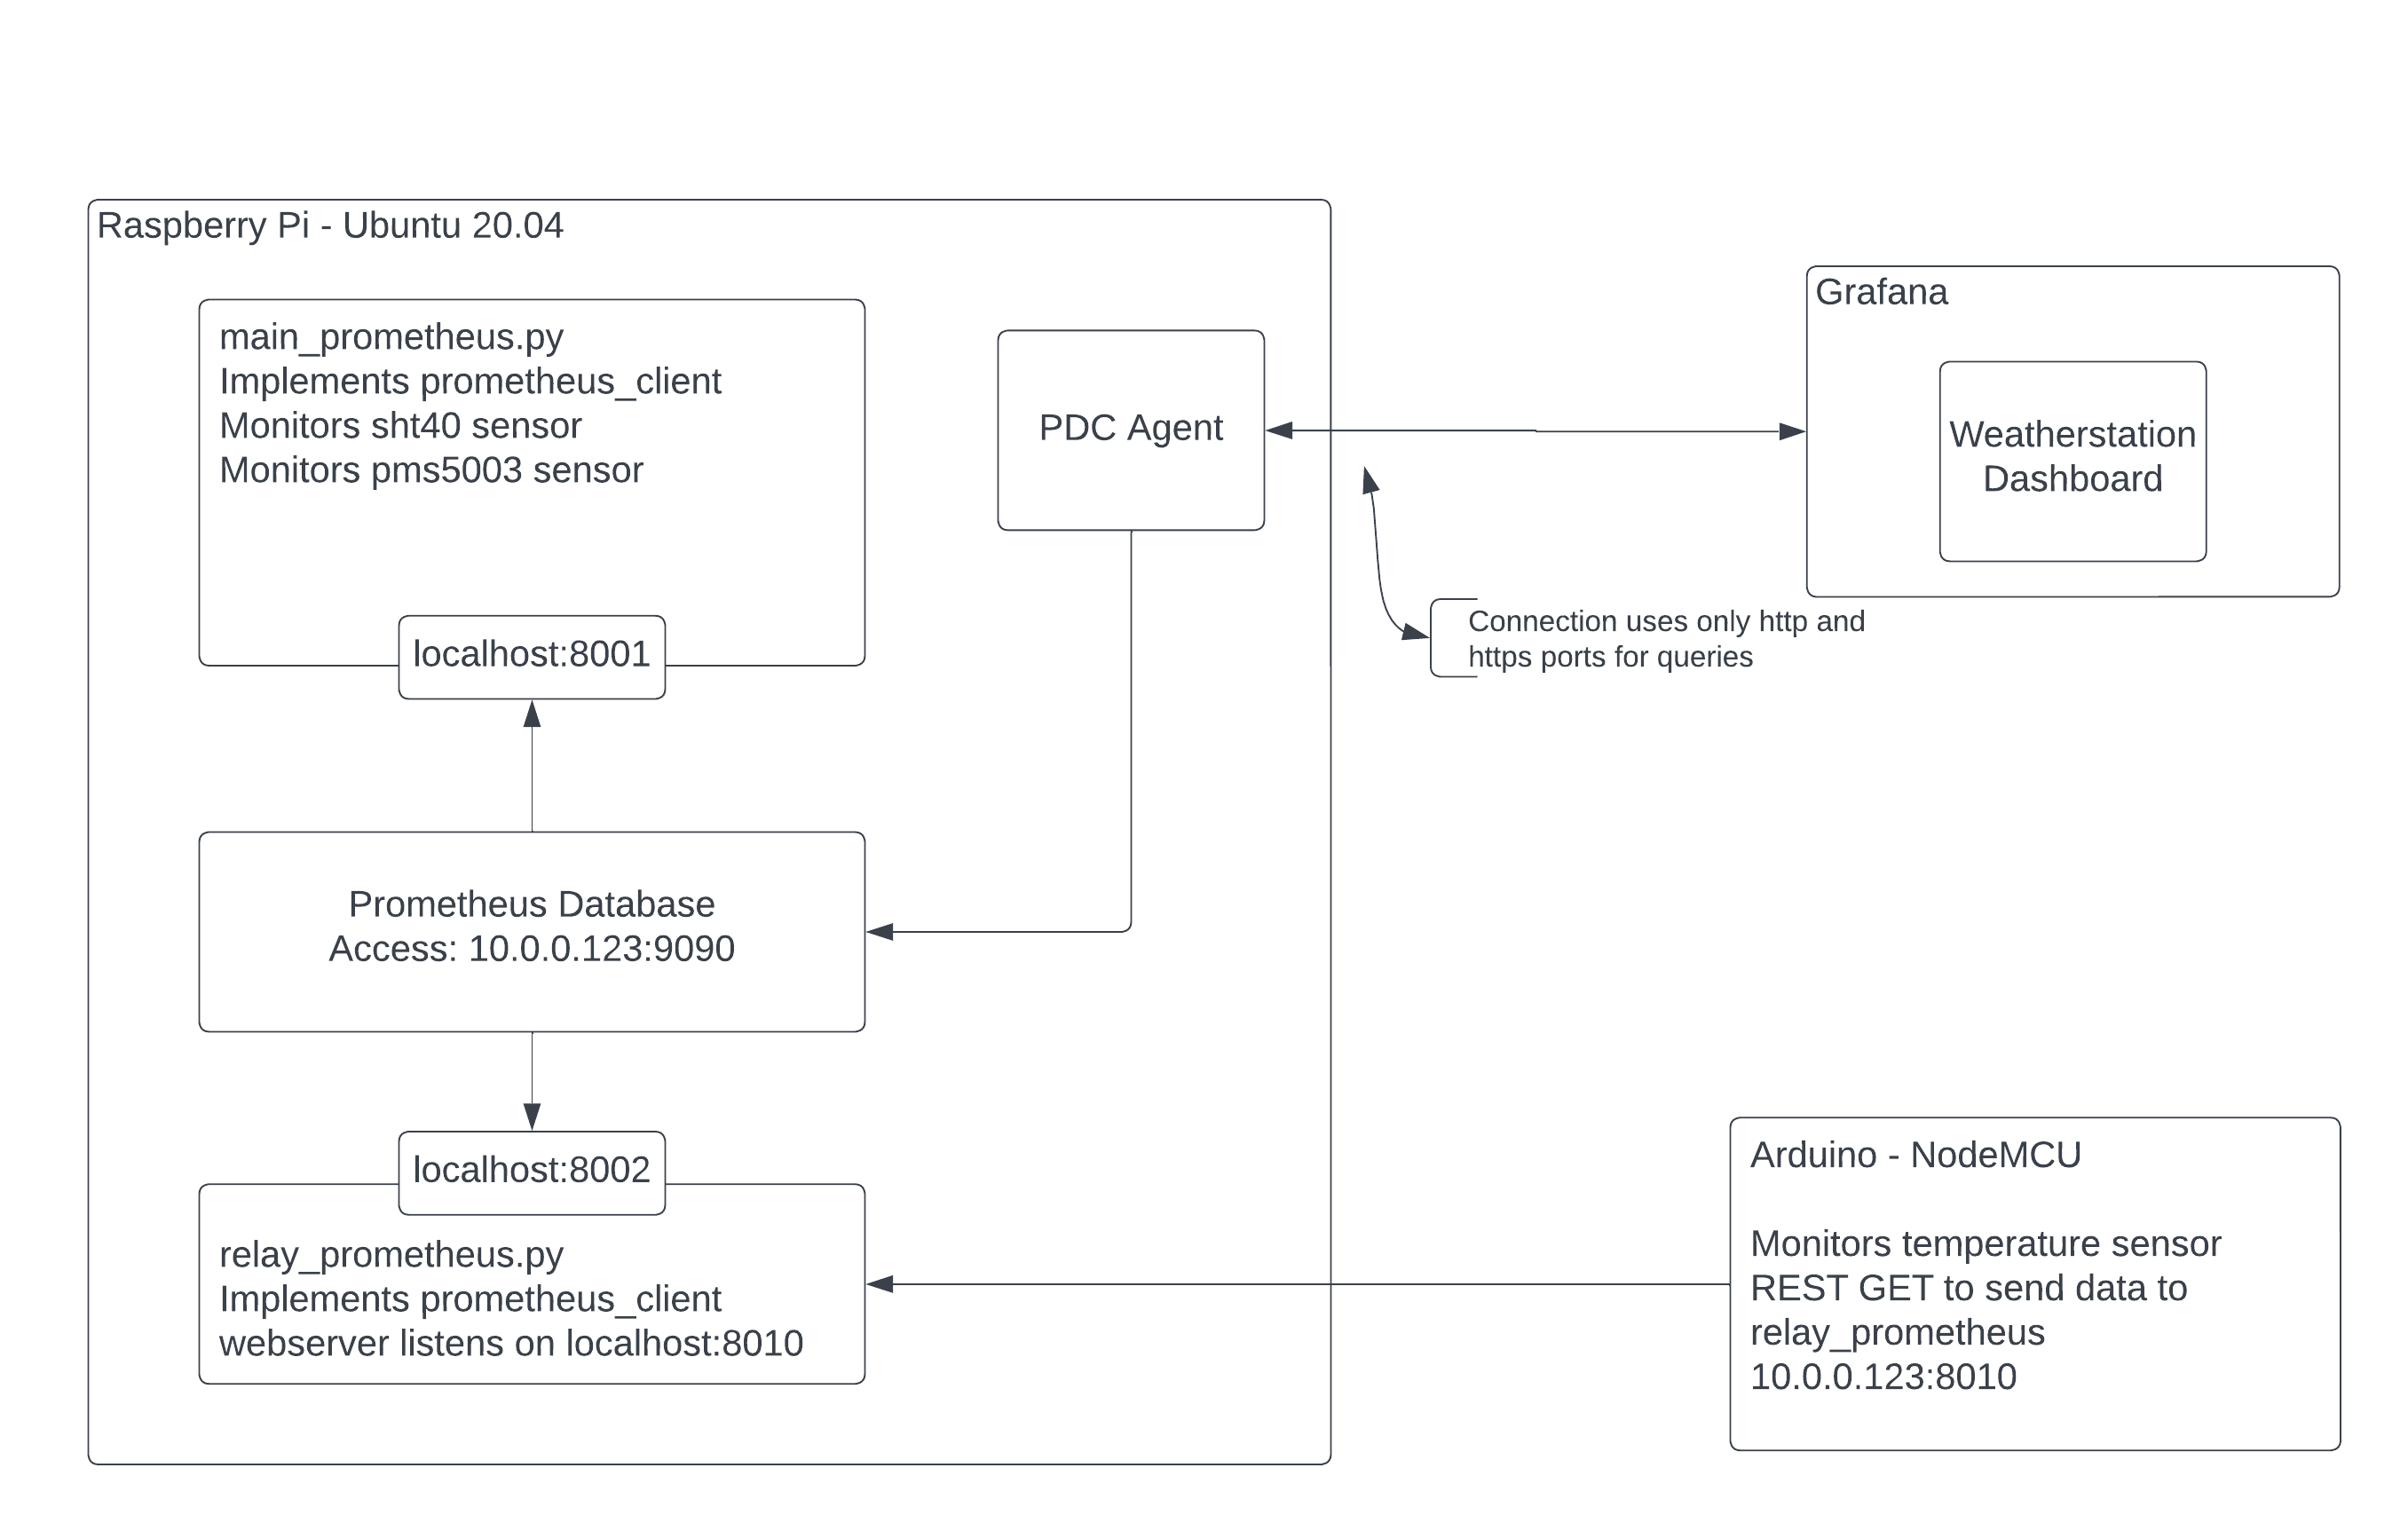 Raspberry Pi - Ubuntu 20.04
main_prometheus.py
Implements prometheus_client
Monitors sht40 sensor
Monitors pms5003 sensor
localhost:8001
PDC Agent
Grafana
Weatherstation
Dashboard
Connection uses only http and
https ports for queries
Prometheus Database
Access: 10.0.0.123:9090
localhost:8002
relay_prometheus.py
Implements prometheus_client
webserver listens on localhost:8010
Arduino - NodeMCU
Monitors temperature sensor
REST GET to send data to
relay_prometheus
10.0.0.123:8010